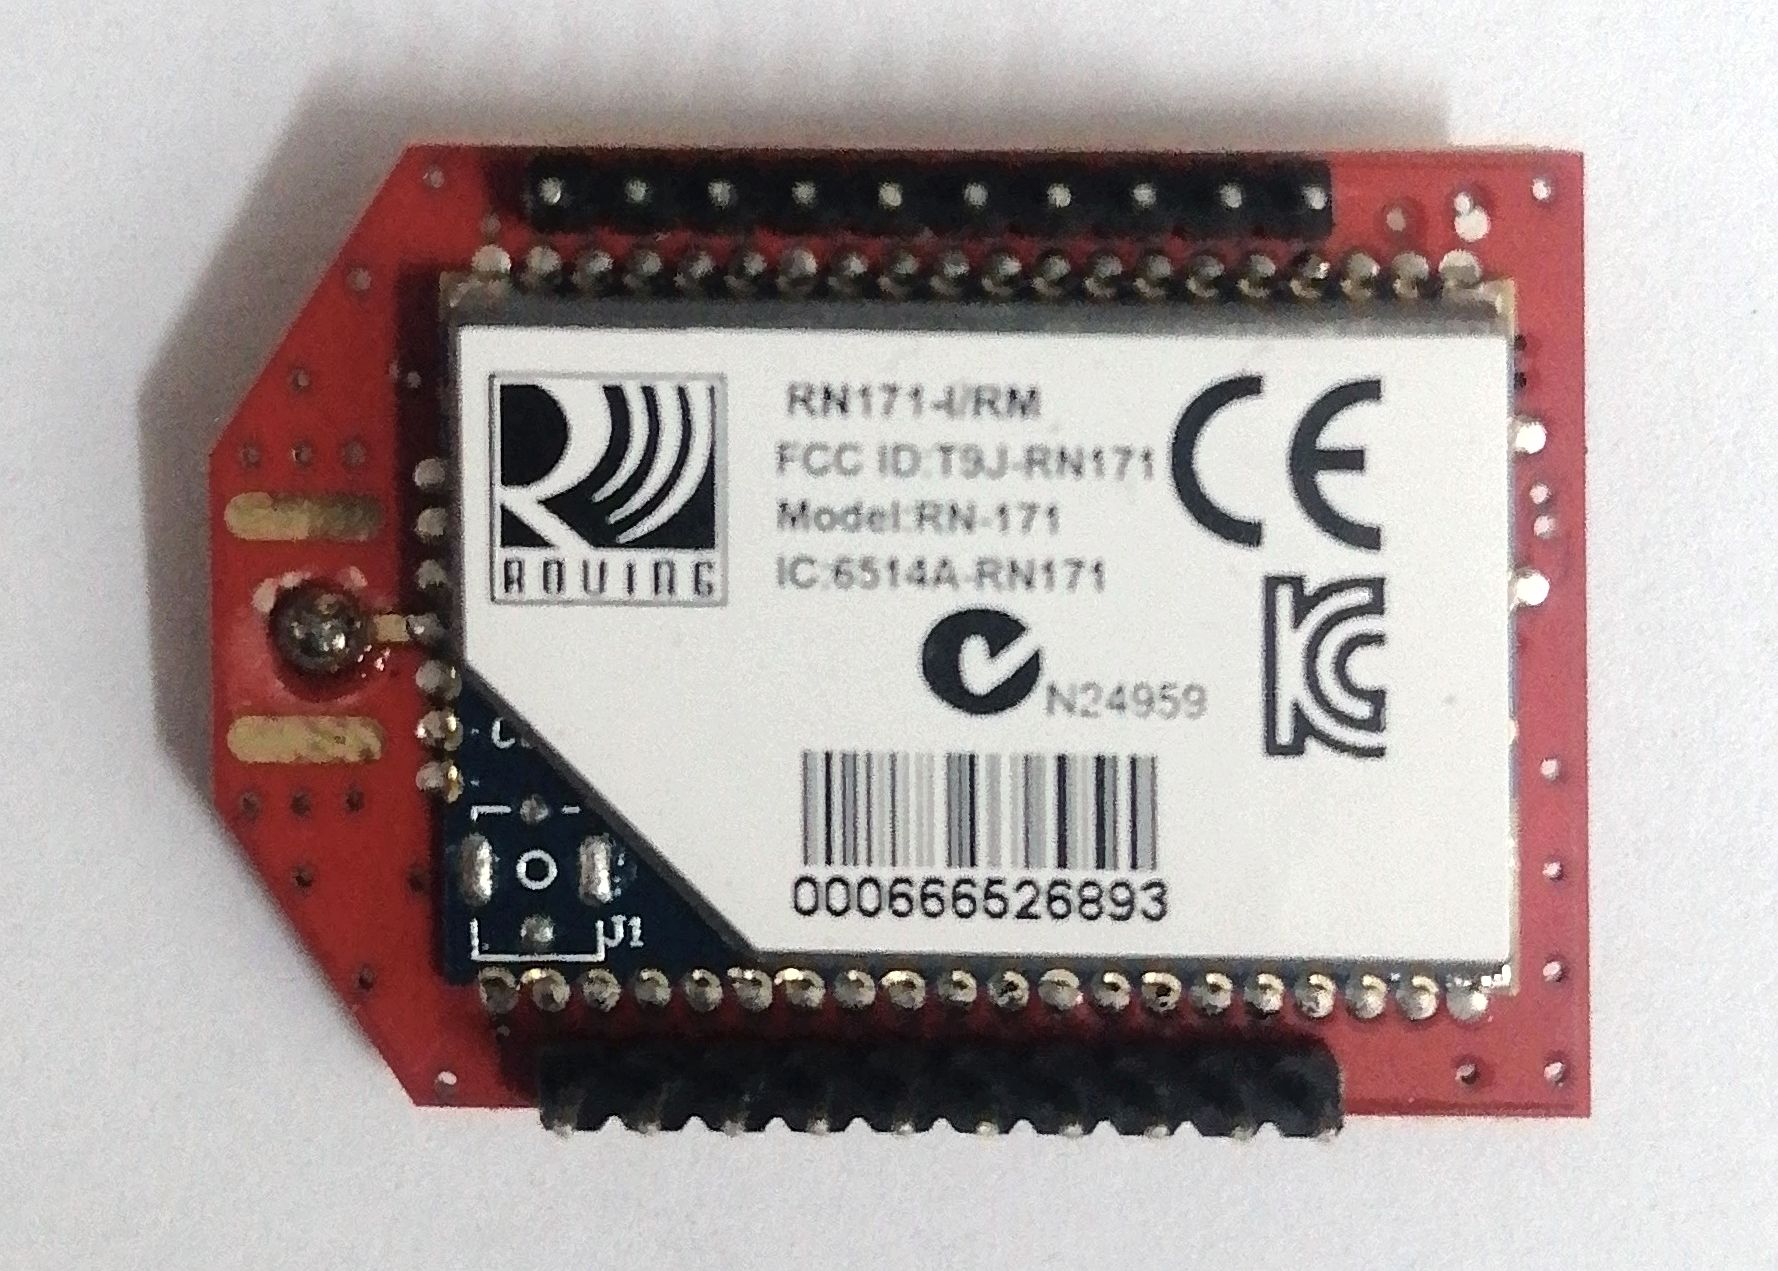 ROVING
RN171-I/RM
FCC ID:T9J-RN171
Model:RN-171
IC:6514A-RN171
CE
N24959
000666526893
J1